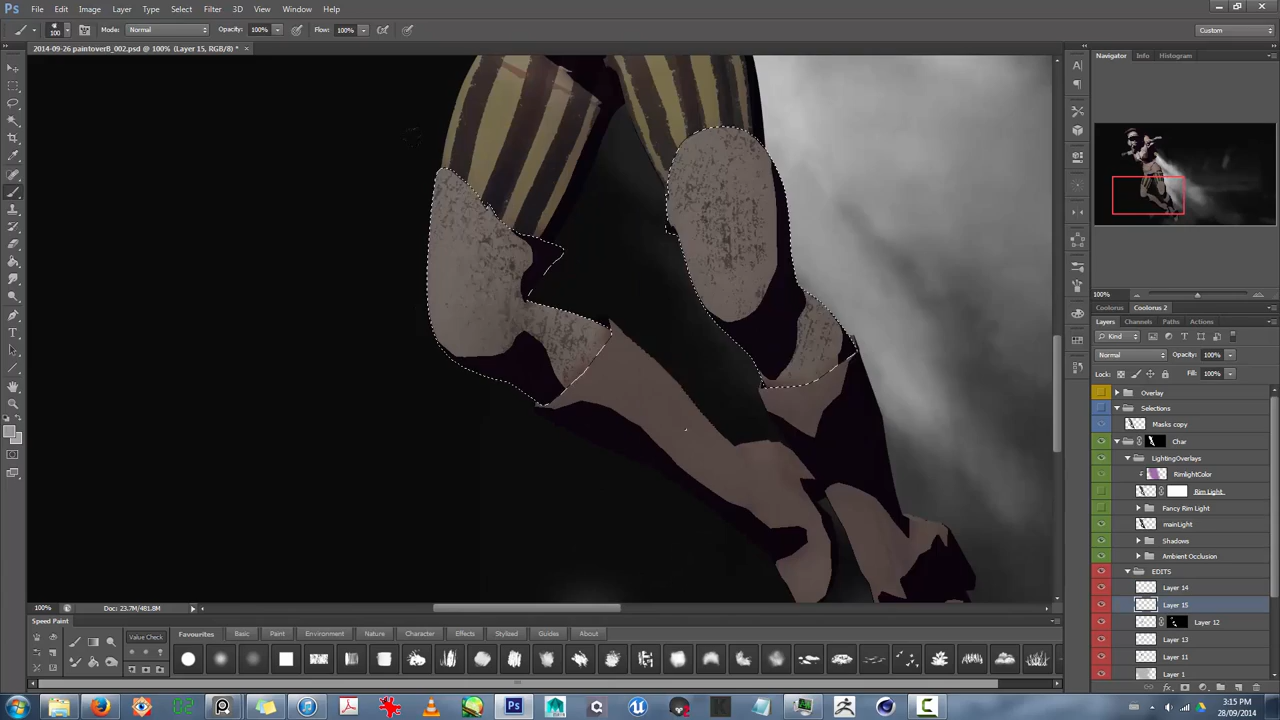 Ps File Edit Image Layer Type Select Filter 3D View Window Help
100 Mode: Normal Opacity: 100% Flow: 100% Custom
2014-09-26 paintoverB_002.psd @ 100% (Layer 15, RGB/8) * ×
Navigator Info Histogram
100%
Coolorus Coolorus 2
Layers Channels Paths Actions
Kind
Normal Opacity: 100%
Lock: Fill: 100%
Overlay
Selections
Masks copy
Char
LightingOverlays
RimlightColor
Rim Light
Fancy Rim Light
mainLight
Shadows
Ambient Occlusion
EDITS
Layer 14
Layer 15
Layer 12
Layer 13
Layer 11
Layer 1
100% Doc: 23.7M/481.8M
Speed Paint
Value Check Favourites Basic Paint Environment Nature Character Effects Stylized Guides About
3:15 PM
28/09/2014